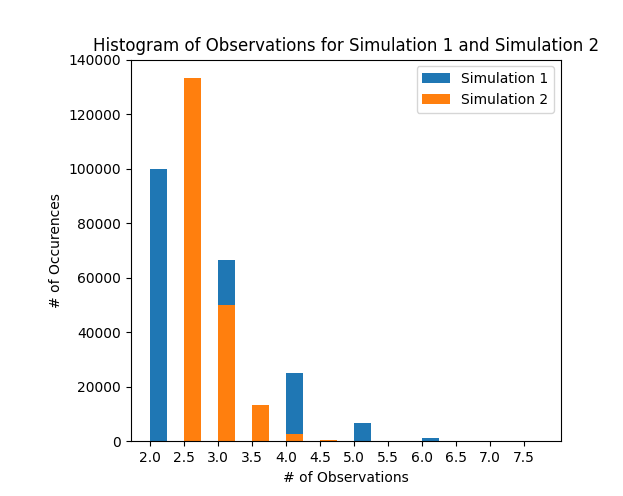 Histogram of Observations for Simulation 1 and Simulation 2
140000
120000
100000
80000
60000
40000
20000
0
# of Occurences
Simulation 1
Simulation 2
2.0 2.5 3.0 3.5 4.0 4.5 5.0 5.5 6.0 6.5 7.0 7.5
# of Observations